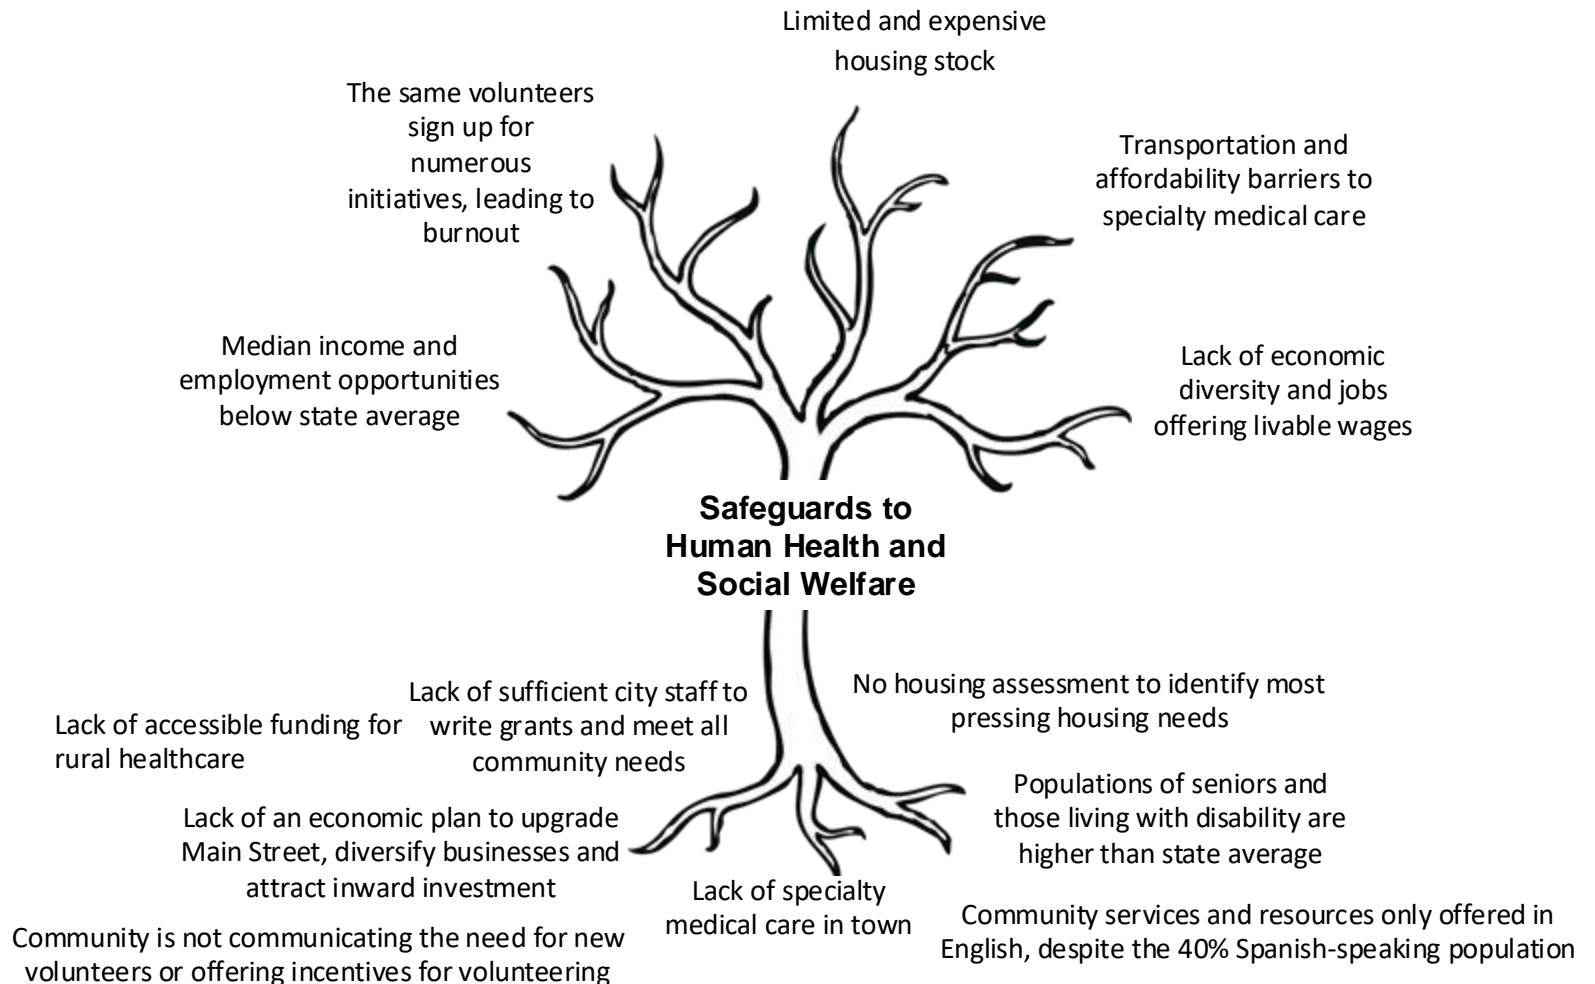 Limited and expensive
housing stock
The same volunteers
sign up for
numerous
initiatives, leading to
burnout
Transportation and
affordability barriers to
specialty medical care
Median income and
employment opportunities
below state average
Lack of economic
diversity and jobs
offering livable wages
Safeguards to
Human Health and
Social Welfare
Lack of accessible funding for
rural healthcare
Lack of sufficient city staff to
write grants and meet all
community needs
No housing assessment to identify most
pressing housing needs
Lack of an economic plan to upgrade
Main Street, diversify businesses and
attract inward investment
Populations of seniors and
those living with disability are
higher than state average
Lack of specialty
medical care in town
Community is not communicating the need for new
volunteers or offering incentives for volunteering
Community services and resources only offered in
English, despite the 40% Spanish-speaking population